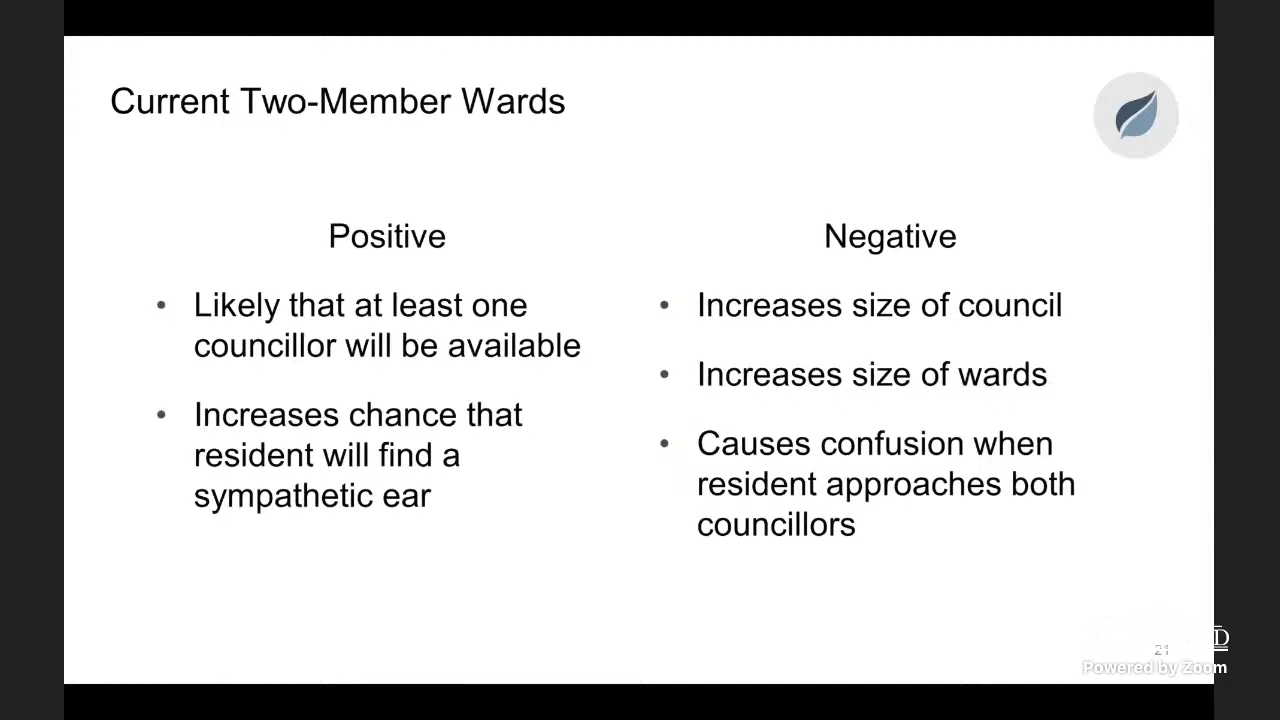 Current Two-Member Wards
Positive
Likely that at least one
councillor will be available
Increases chance that
resident will find a
sympathetic ear
Negative
Increases size of council
Increases size of wards
Causes confusion when
resident approaches both
councillors
Powered by Zoom